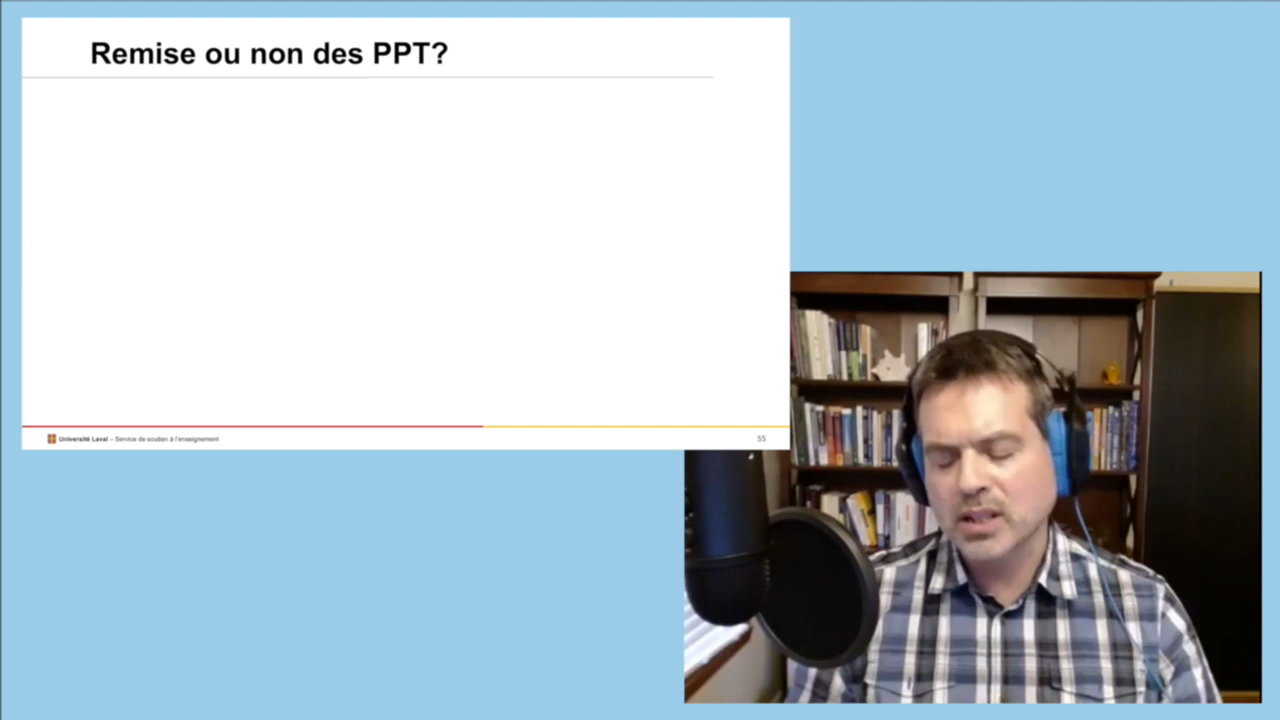 Remise ou non des PPT?
Université Laval – Service de soutien à l'enseignement
55